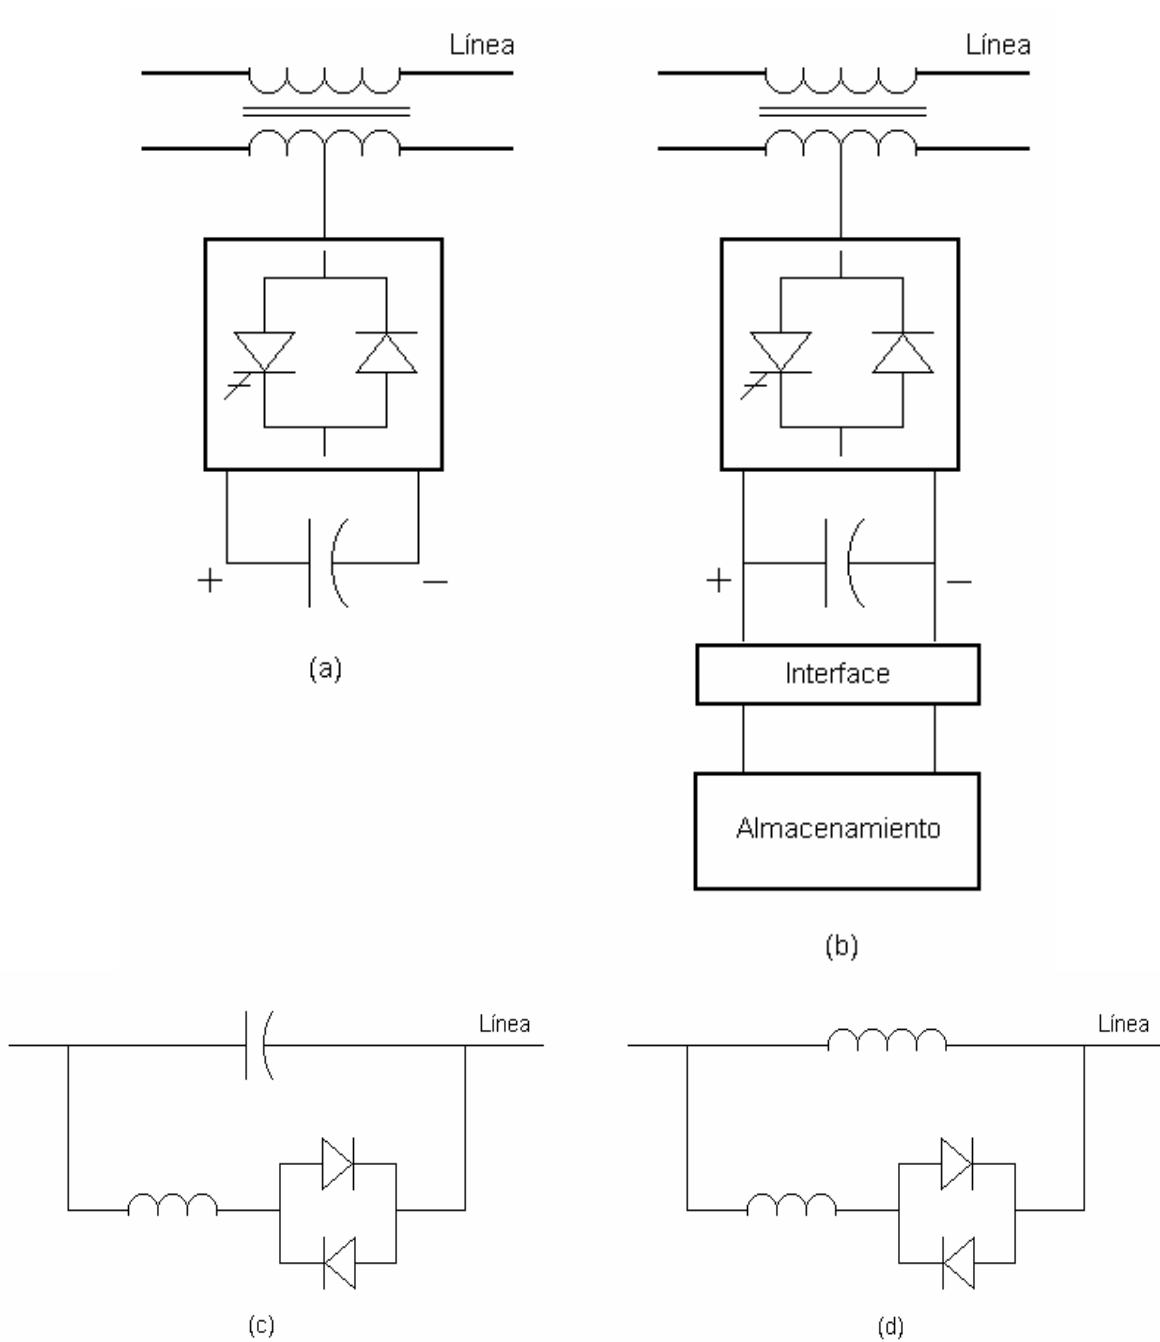 Línea
Línea
+
−
(a)
+
−
Interface
Almacenamiento
(b)
Línea
Línea
(c)
(d)